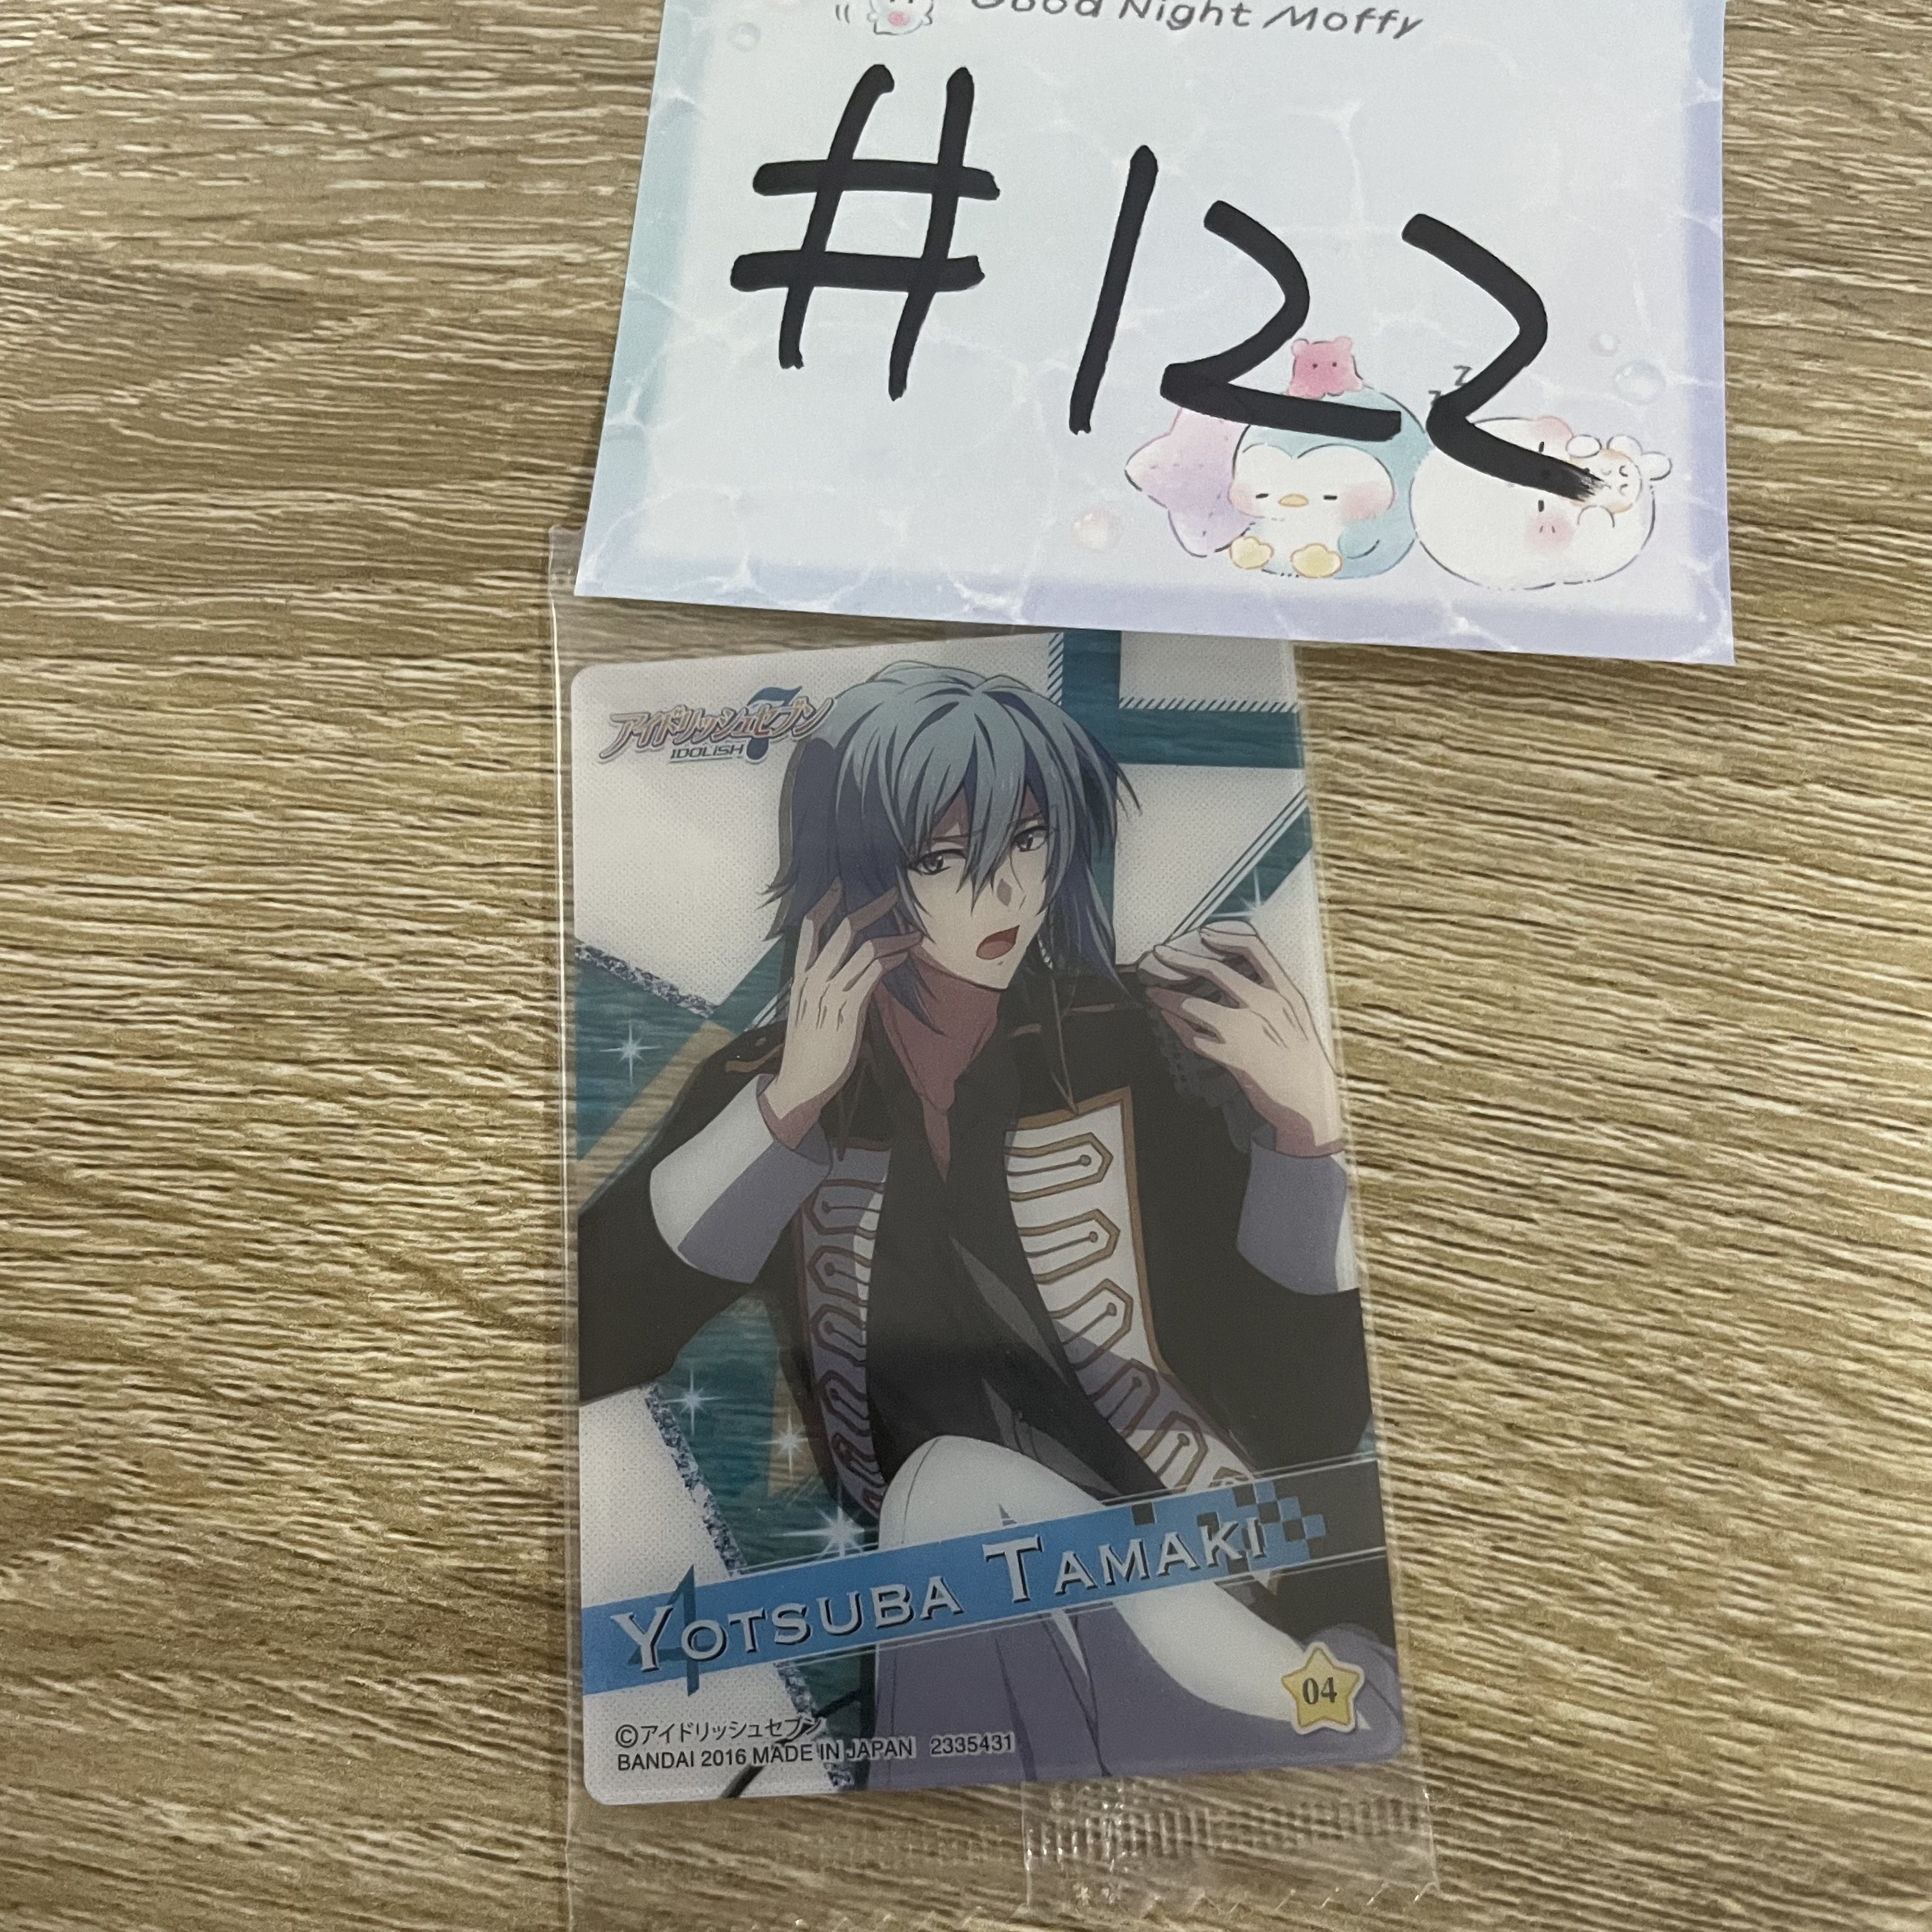 Good Night Moffy
#122
z
z
アイドリッシュセブン
IDOLiSH7
4
YOTSUBA TAMAKI
04
©アイドリッシュセブン
BANDAI 2016 MADE IN JAPAN 2335431